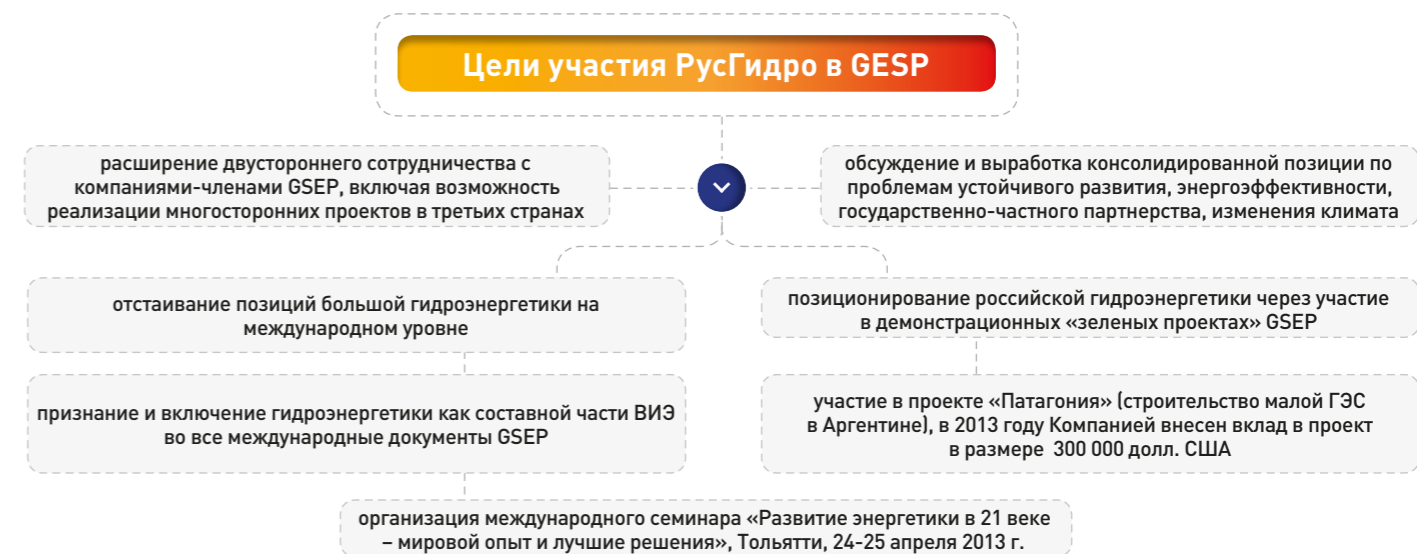 Цели участия РусГидро в GESP
расширение двустороннего сотрудничества с
компаниями-членами GSEP, включая возможность
реализации многосторонних проектов в третьих странах
обсуждение и выработка консолидированной позиции по
проблемам устойчивого развития, энергоэффективности,
государственно-частного партнерства, изменения климата
отстаивание позиций большой гидроэнергетики на
международном уровне
позиционирование российской гидроэнергетики через участие
в демонстрационных «зеленых проектах» GSEP
признание и включение гидроэнергетики как составной части ВИЭ
во все международные документы GSEP
участие в проекте «Патагония» (строительство малой ГЭС
в Аргентине), в 2013 году Компанией внесен вклад в проект
в размере 300 000 долл. США
организация международного семинара «Развитие энергетики в 21 веке
– мировой опыт и лучшие решения», Тольятти, 24-25 апреля 2013 г.